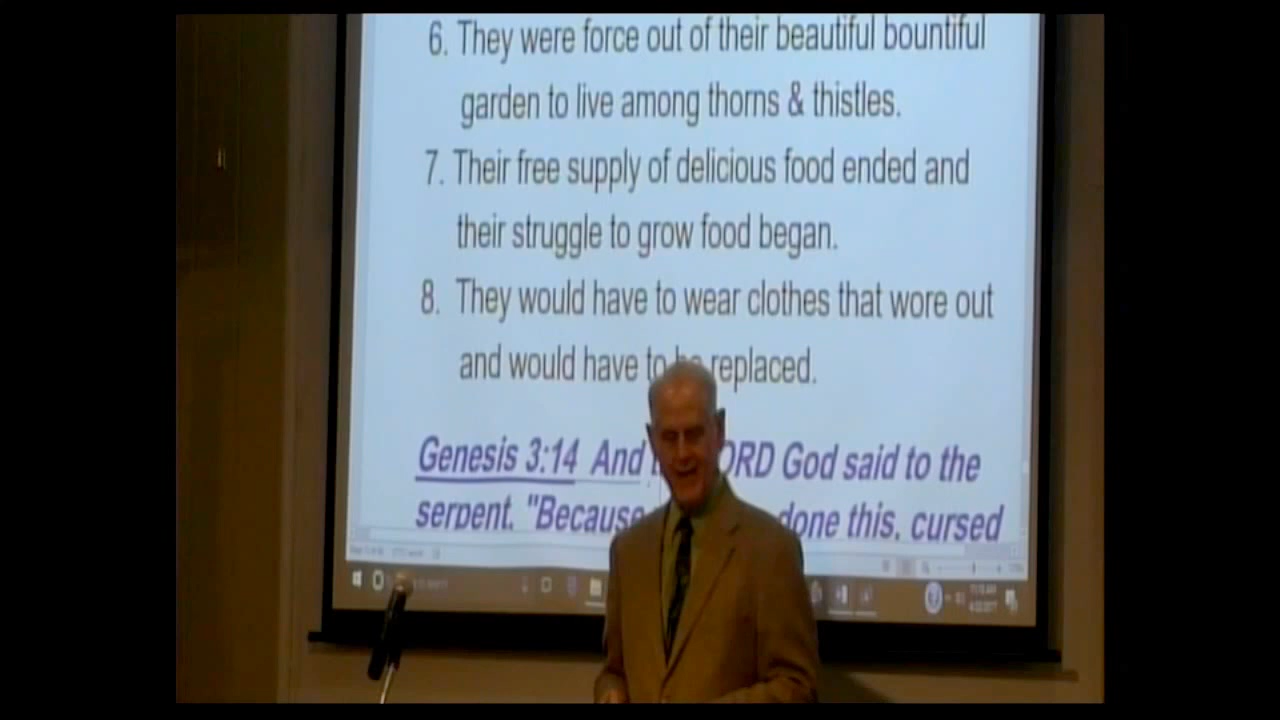 6. They were force out of their beautiful bountiful
garden to live among thorns & thistles.
7. Their free supply of delicious food ended and
their struggle to grow food began.
8. They would have to wear clothes that wore out
and would have to be replaced.
Genesis 3:14 And ORD God said to the
serpent, "Because done this, cursed